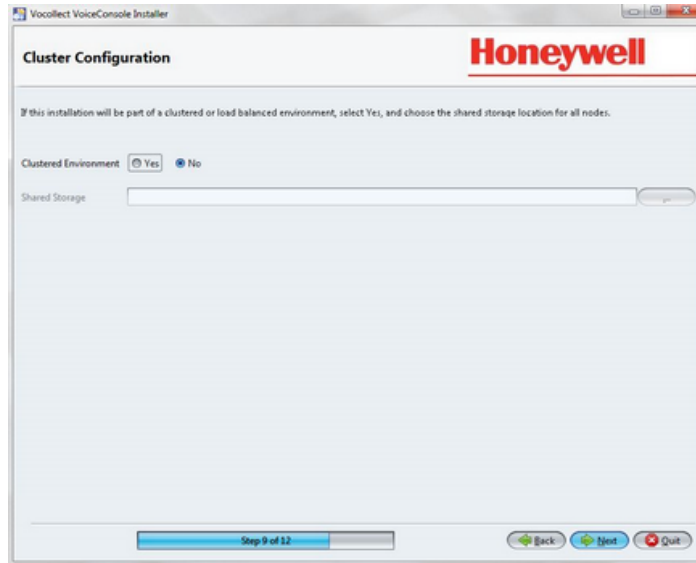 Vocollect VoiceConsole Installer
Cluster Configuration
Honeywell
If this installation will be part of a clustered or load balanced environment, select Yes, and choose the shared storage location for all nodes.
Clustered Environment Yes No
Shared Storage
Step 9 of 12
Back Next Quit